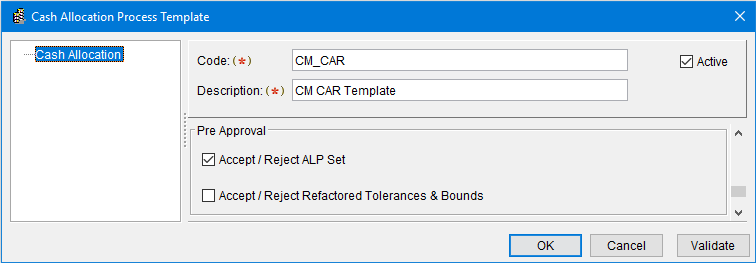 Cash Allocation Process Template
Cash Allocation
Code: (*) CM_CAR Active
Description: (*) CM CAR Template
Pre Approval
Accept / Reject ALP Set
Accept / Reject Refactored Tolerances & Bounds
OK Cancel Validate